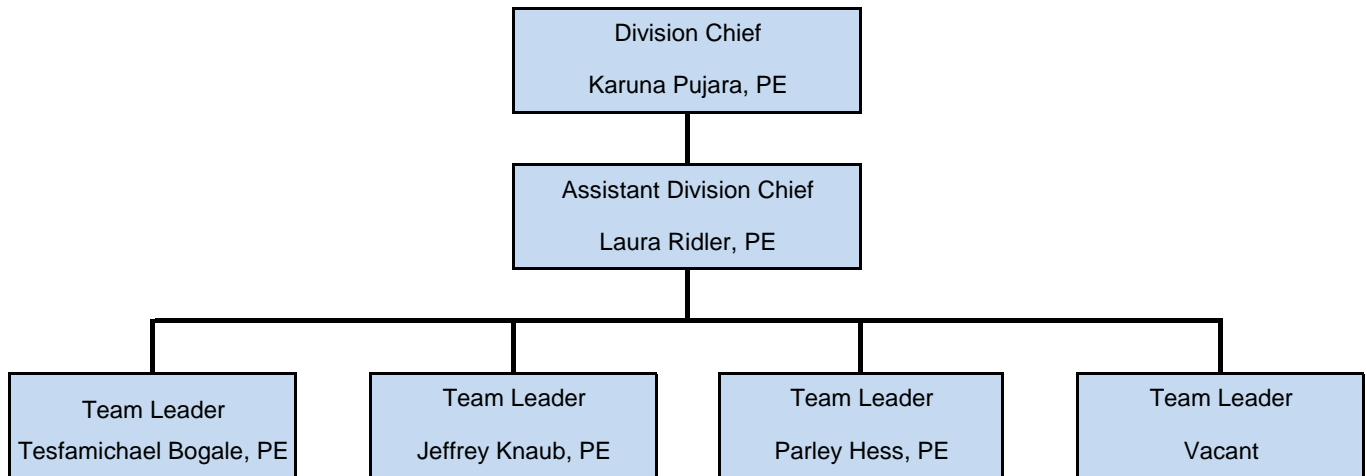 Division Chief
Karuna Pujara, PE
Assistant Division Chief
Laura Ridler, PE
Team Leader
Tesfamichael Bogale, PE
Team Leader
Jeffrey Knaub, PE
Team Leader
Parley Hess, PE
Team Leader
Vacant